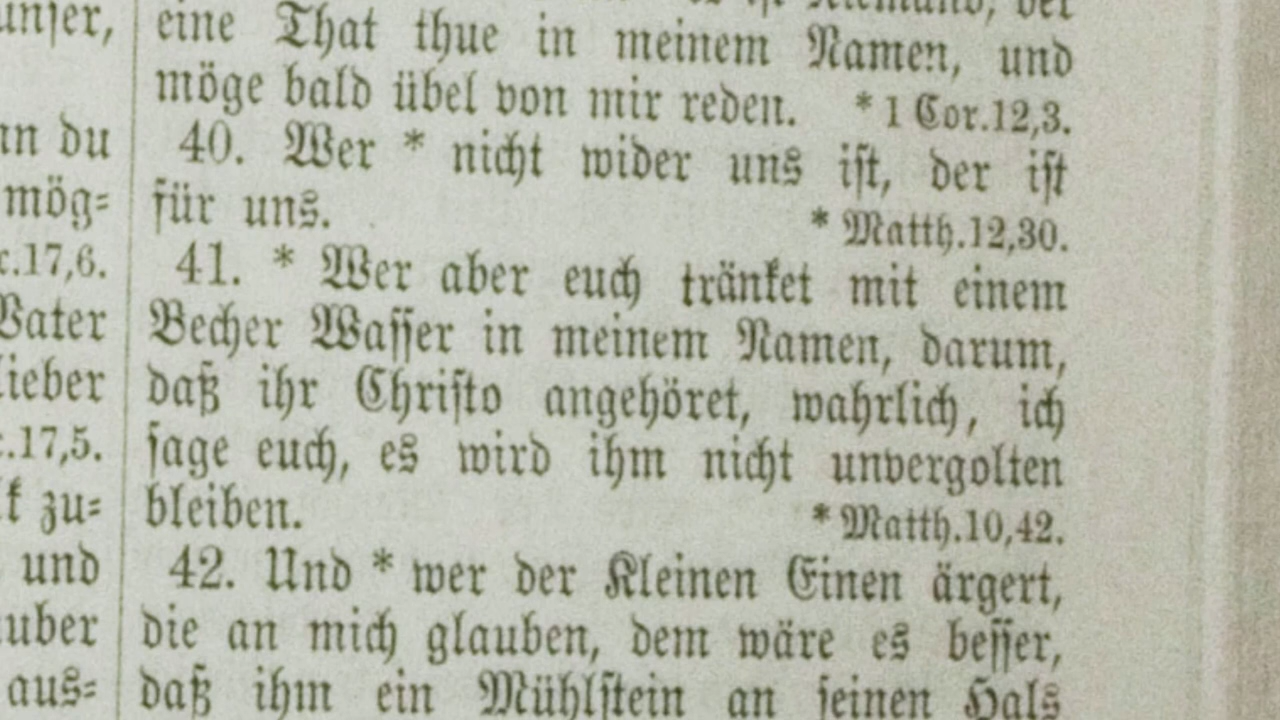 unser,
nn du
mög=
c.17,6.
Vater
lieber
c.17,5.
k zu=
und
uber
aus=
es ist Niemand, der
eine That thue in meinem Namen, und
möge bald übel von mir reden. * 1 Cor.12,3.
40. Wer * nicht wider uns ist, der ist
für uns. * Matth.12,30.
41. * Wer aber euch tränket mit einem
Becher Wasser in meinem Namen, darum,
daß ihr Christo angehöret, wahrlich, ich
sage euch, es wird ihm nicht unvergolten
bleiben. * Matth.10,42.
42. Und * wer der Kleinen Einen ärgert,
die an mich glauben, dem wäre es besser,
daß ihm ein Mühlstein an seinen Hals